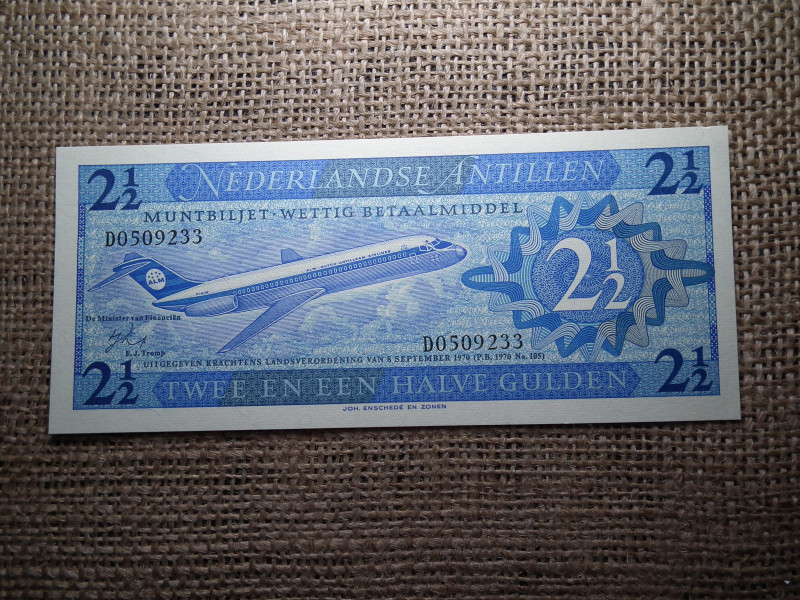 2½ NEDERLANDSE ANTILLEN 2½
MUNTBILJET · WETTIG BETAALMIDDEL
D0509233
ALM
2½
De Minister van Financiën
E. J. Tromp
D0509233
UITGEGEVEN KRACHTENS LANDSVERORDENING VAN 8 SEPTEMBER 1970 (P.B. 1970 No. 105)
2½ TWEE EN EEN HALVE GULDEN 2½
JOH. ENSCHEDÉ EN ZONEN